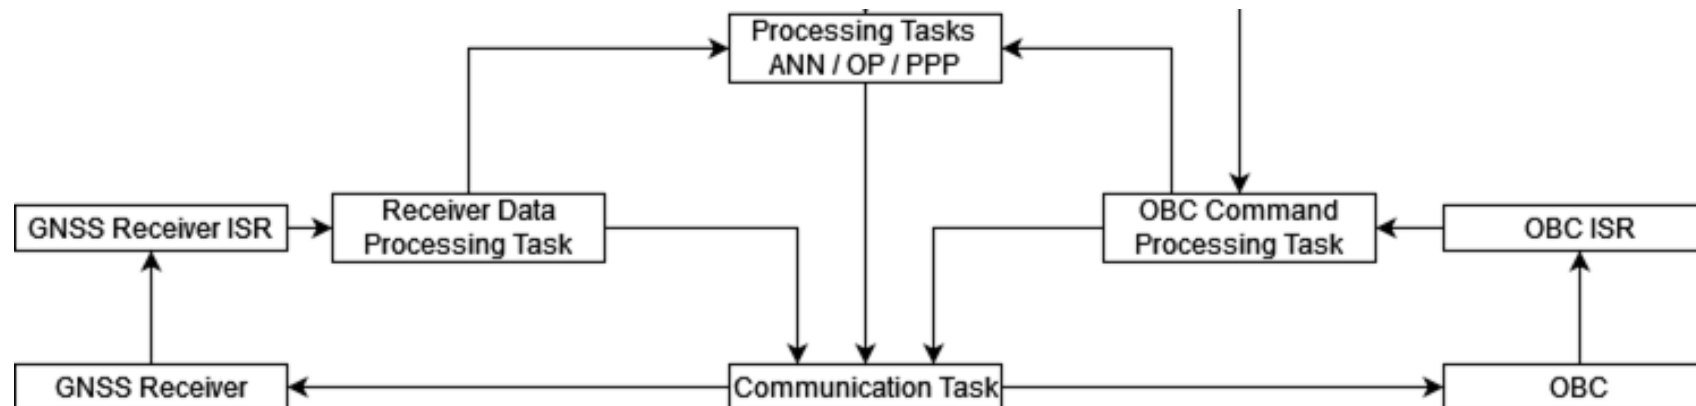 Processing Tasks
ANN / OP / PPP
Receiver Data
Processing Task
OBC Command
Processing Task
GNSS Receiver ISR
OBC ISR
GNSS Receiver
Communication Task
OBC